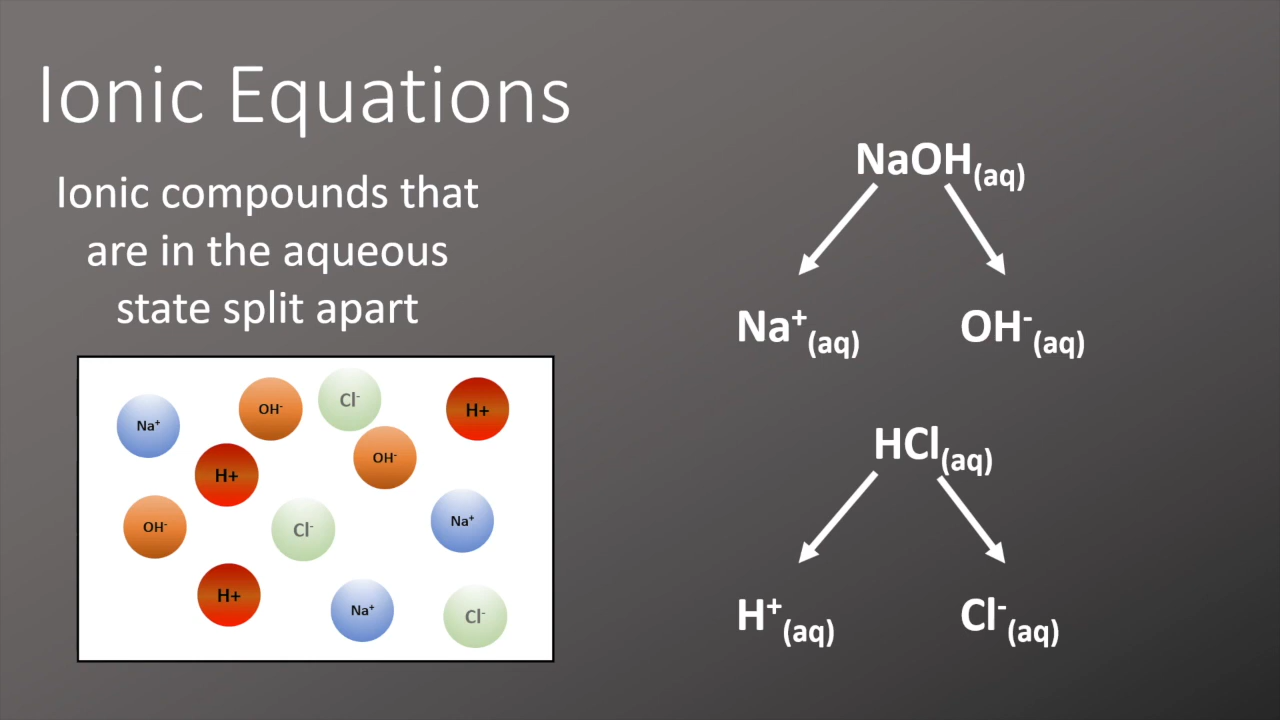 Ionic Equations
Ionic compounds that
are in the aqueous
state split apart
Na⁺
OH⁻
Cl⁻
H+
H+
OH⁻
OH⁻
Cl⁻
Na⁺
H+
Na⁺
Cl⁻
NaOH(aq)
Na⁺(aq) OH⁻(aq)
HCl(aq)
H⁺(aq) Cl⁻(aq)